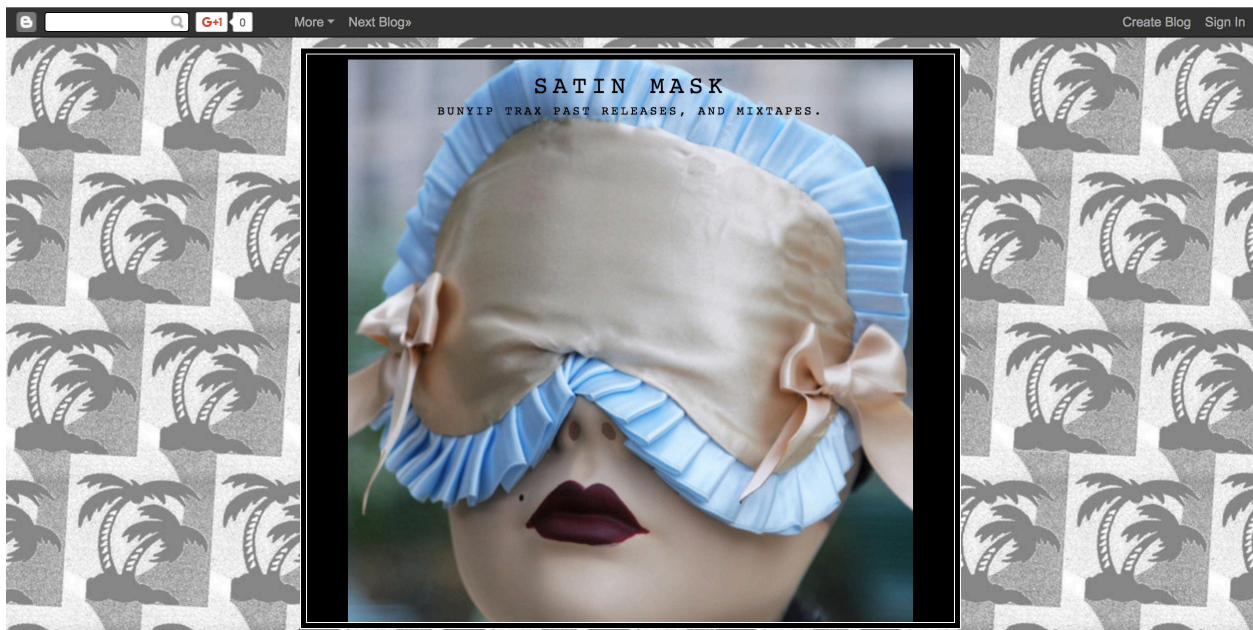 G+1 0 More Next Blog» Create Blog Sign In
SATIN MASK
BUNYIP TRAX PAST RELEASES, AND MIXTAPES.